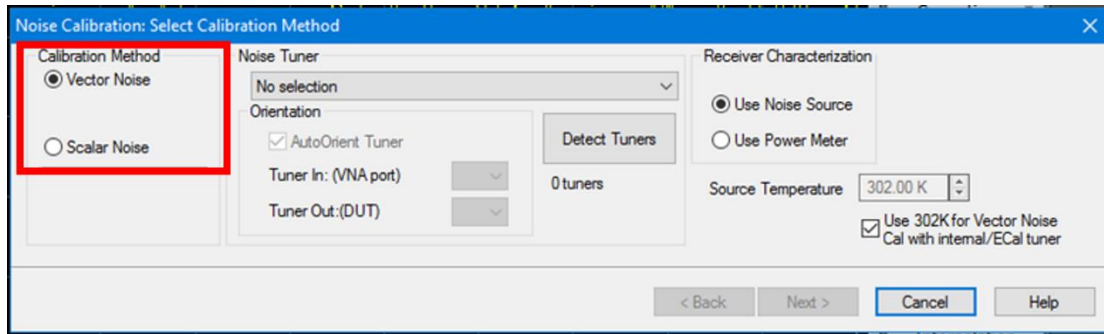 Noise Calibration: Select Calibration Method
Calibration Method
Vector Noise
Scalar Noise
Noise Tuner
No selection
Orientation
AutoOrient Tuner
Tuner In: (VNA port)
Tuner Out:(DUT)
Detect Tuners
0 tuners
Receiver Characterization
Use Noise Source
Use Power Meter
Source Temperature
302.00 K
Use 302K for Vector Noise
Cal with internal/ECal tuner
< Back
Next >
Cancel
Help